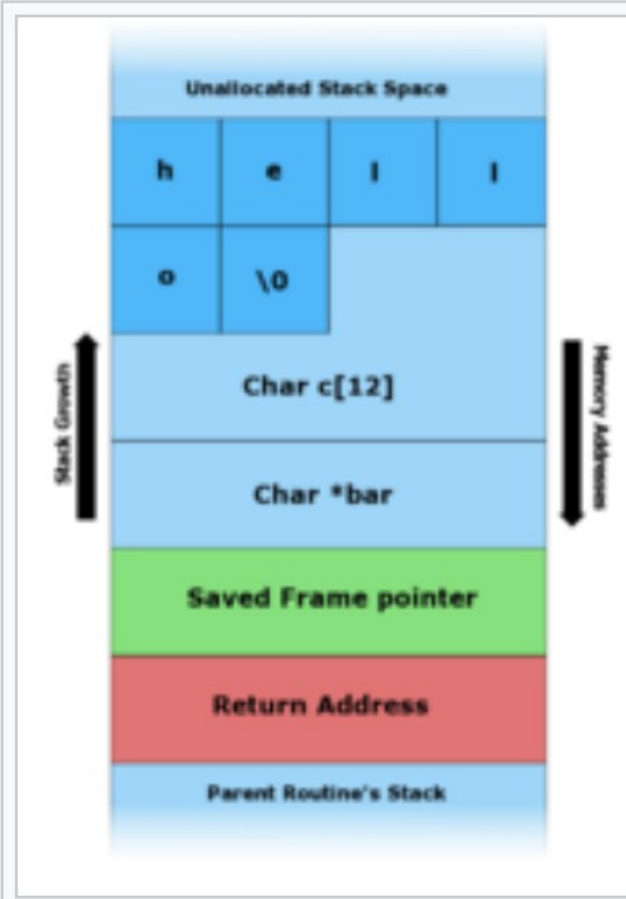 Unallocated Stack Space
h e l l
o \0
Char c[12]
Stack Growth
Memory Addresses
Char *bar
Saved Frame pointer
Return Address
Parent Routine's Stack